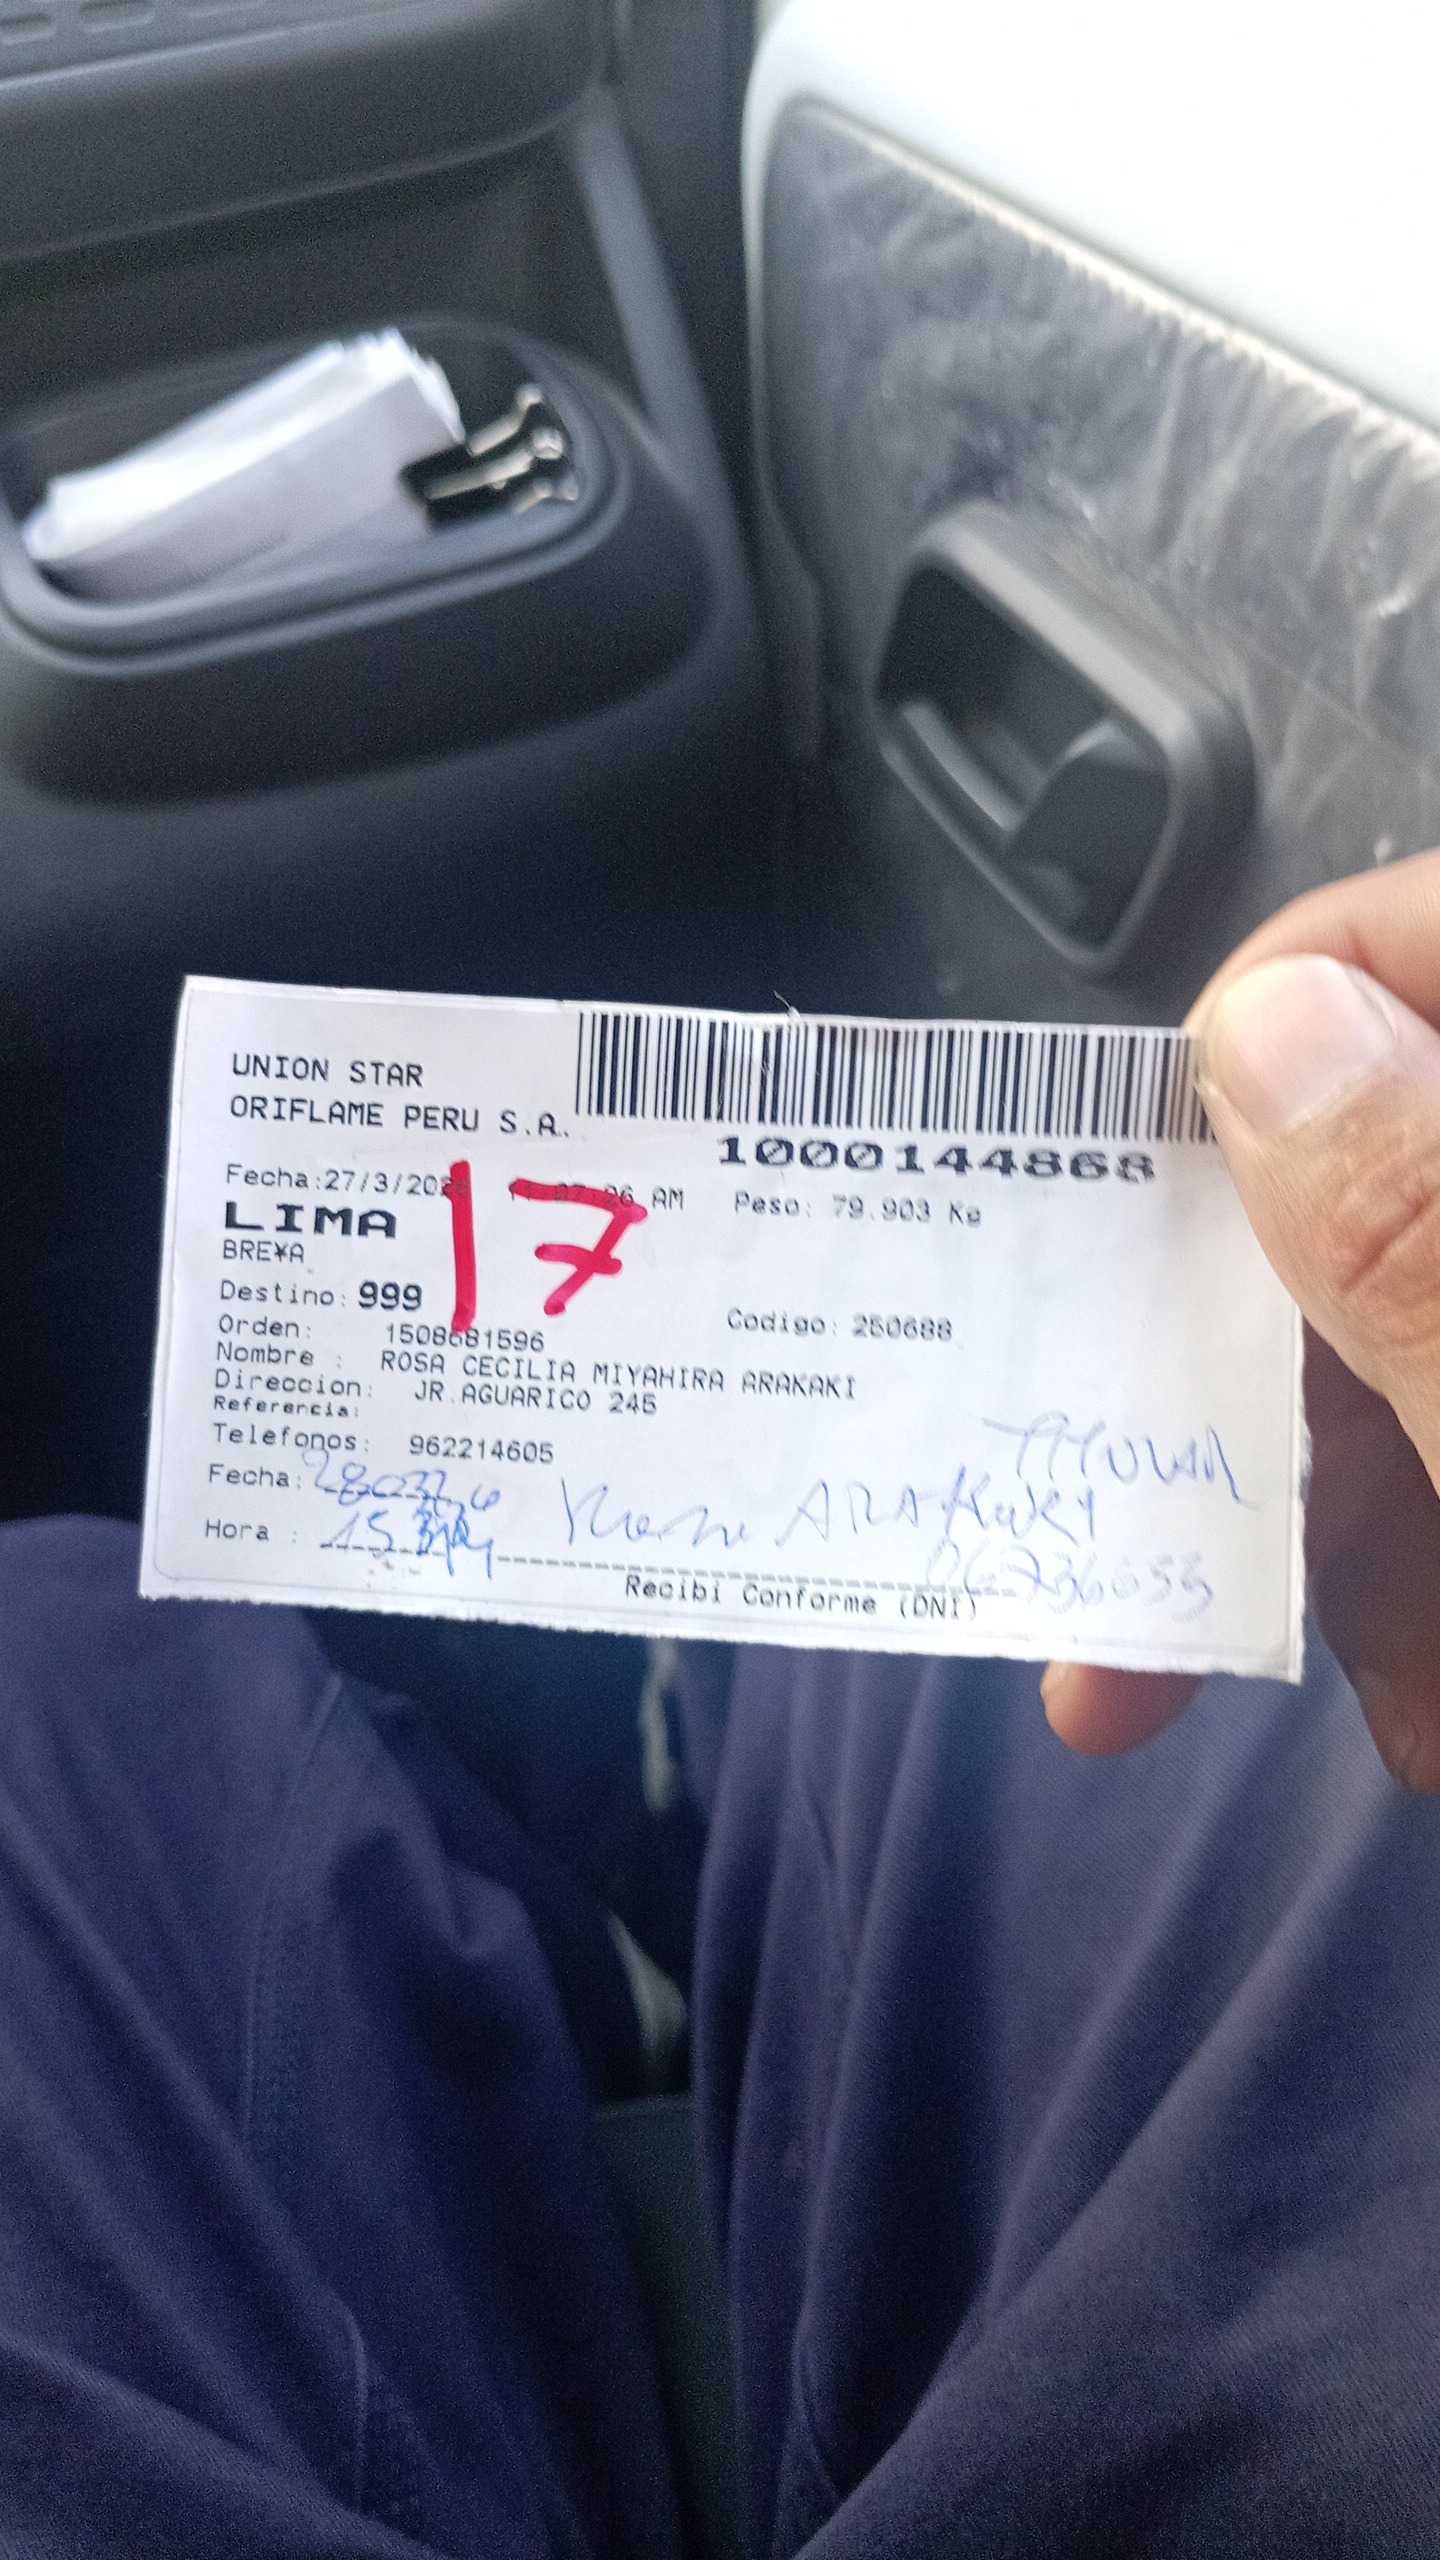 UNION STAR
ORIFLAME PERU S.A.
1000144868
Fecha:27/3/202 AM Peso: 79.903 Kg
17
LIMA
BRE¥A
Destino: 999
Codigo: 250688
Orden: 1508681596
Nombre : ROSA CECILIA MIYAHIRA ARAKAKI
Direccion: JR.AGUARICO 245
Referencia:
Telefonos: 962214605
Fecha:
Hora :
ARAKAKI
Recibi Conforme (DNI)